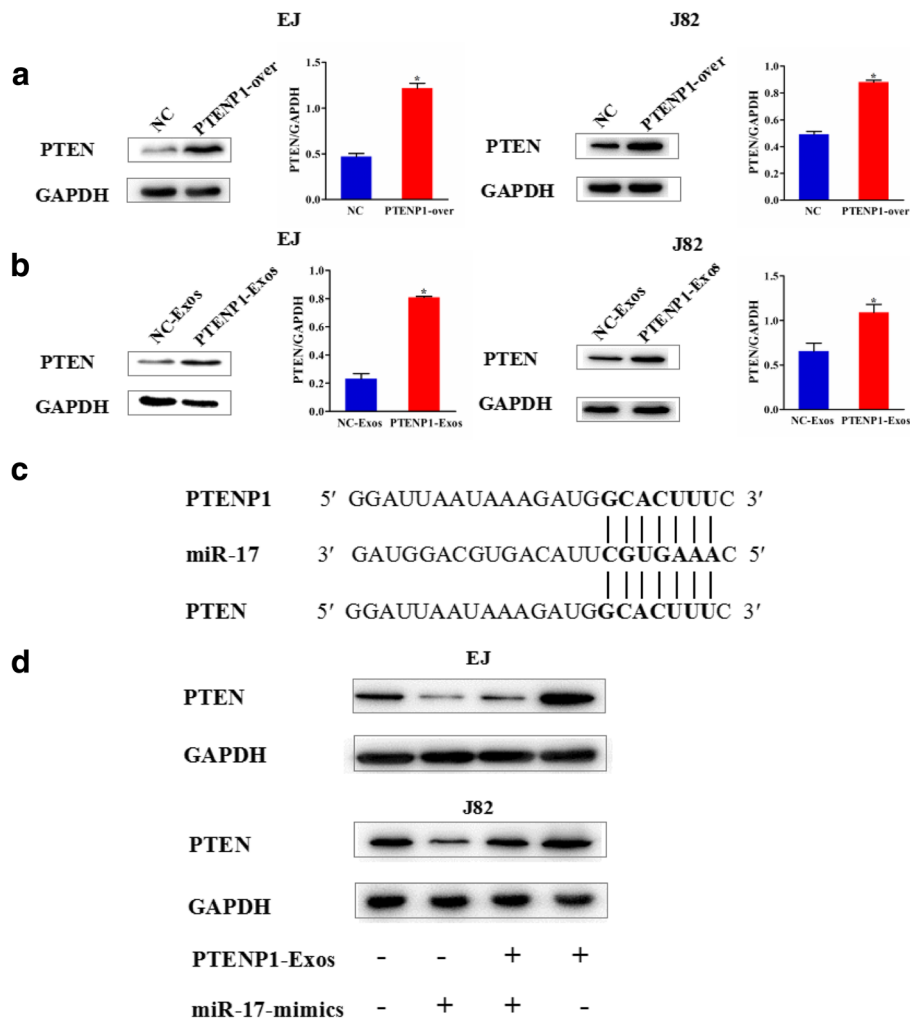 EJ
J82
a
NC
PTENP1-over
PTEN
GAPDH
PTEN/GAPDH
1.5
1.0
0.5
0.0
*
NC
PTENP1-over
NC
PTENP1-over
PTEN
GAPDH
PTEN/GAPDH
1.0
0.8
0.6
0.4
0.2
0.0
*
NC
PTENP1-over
EJ
J82
b
NC-Exos
PTENP1-Exos
PTEN
GAPDH
PTEN/GAPDH
1.0
0.8
0.6
0.4
0.2
0.0
*
NC-Exos
PTENP1-Exos
NC-Exos
PTENP1-Exos
PTEN
GAPDH
PTEN/GAPDH
1.5
1.0
0.5
0.0
*
NC-Exos
PTENP1-Exos
c
PTENP1 5′ GGAUUAAUAAAGAUGGCACUUUC 3′
miR-17 3′ GAUGGACGUGACAUUCGUGAAAC 5′
PTEN 5′ GGAUUAAUAAAGAUGGCACUUUC 3′
d
EJ
PTEN
GAPDH
J82
PTEN
GAPDH
PTENP1-Exos - - + +
miR-17-mimics - + + -